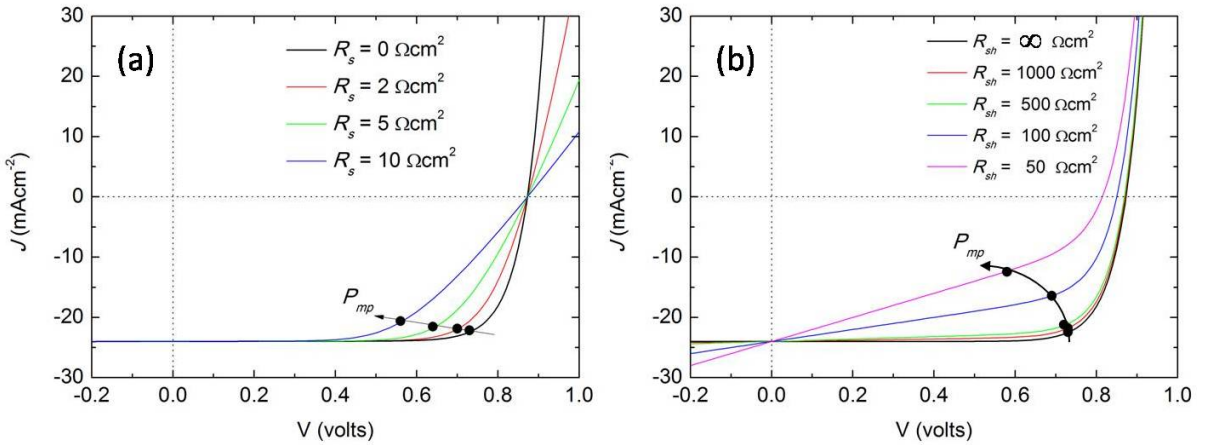 (a)
R_s = 0 Ωcm²
R_s = 2 Ωcm²
R_s = 5 Ωcm²
R_s = 10 Ωcm²
P_mp
30
20
10
0
-10
-20
-30
J (mAcm⁻²)
-0.2 0.0 0.2 0.4 0.6 0.8 1.0
V (volts)
(b)
R_sh = ∞ Ωcm²
R_sh = 1000 Ωcm²
R_sh = 500 Ωcm²
R_sh = 100 Ωcm²
R_sh = 50 Ωcm²
P_mp
30
20
10
0
-10
-20
-30
J (mAcm⁻²)
-0.2 0.0 0.2 0.4 0.6 0.8 1.0
V (volts)